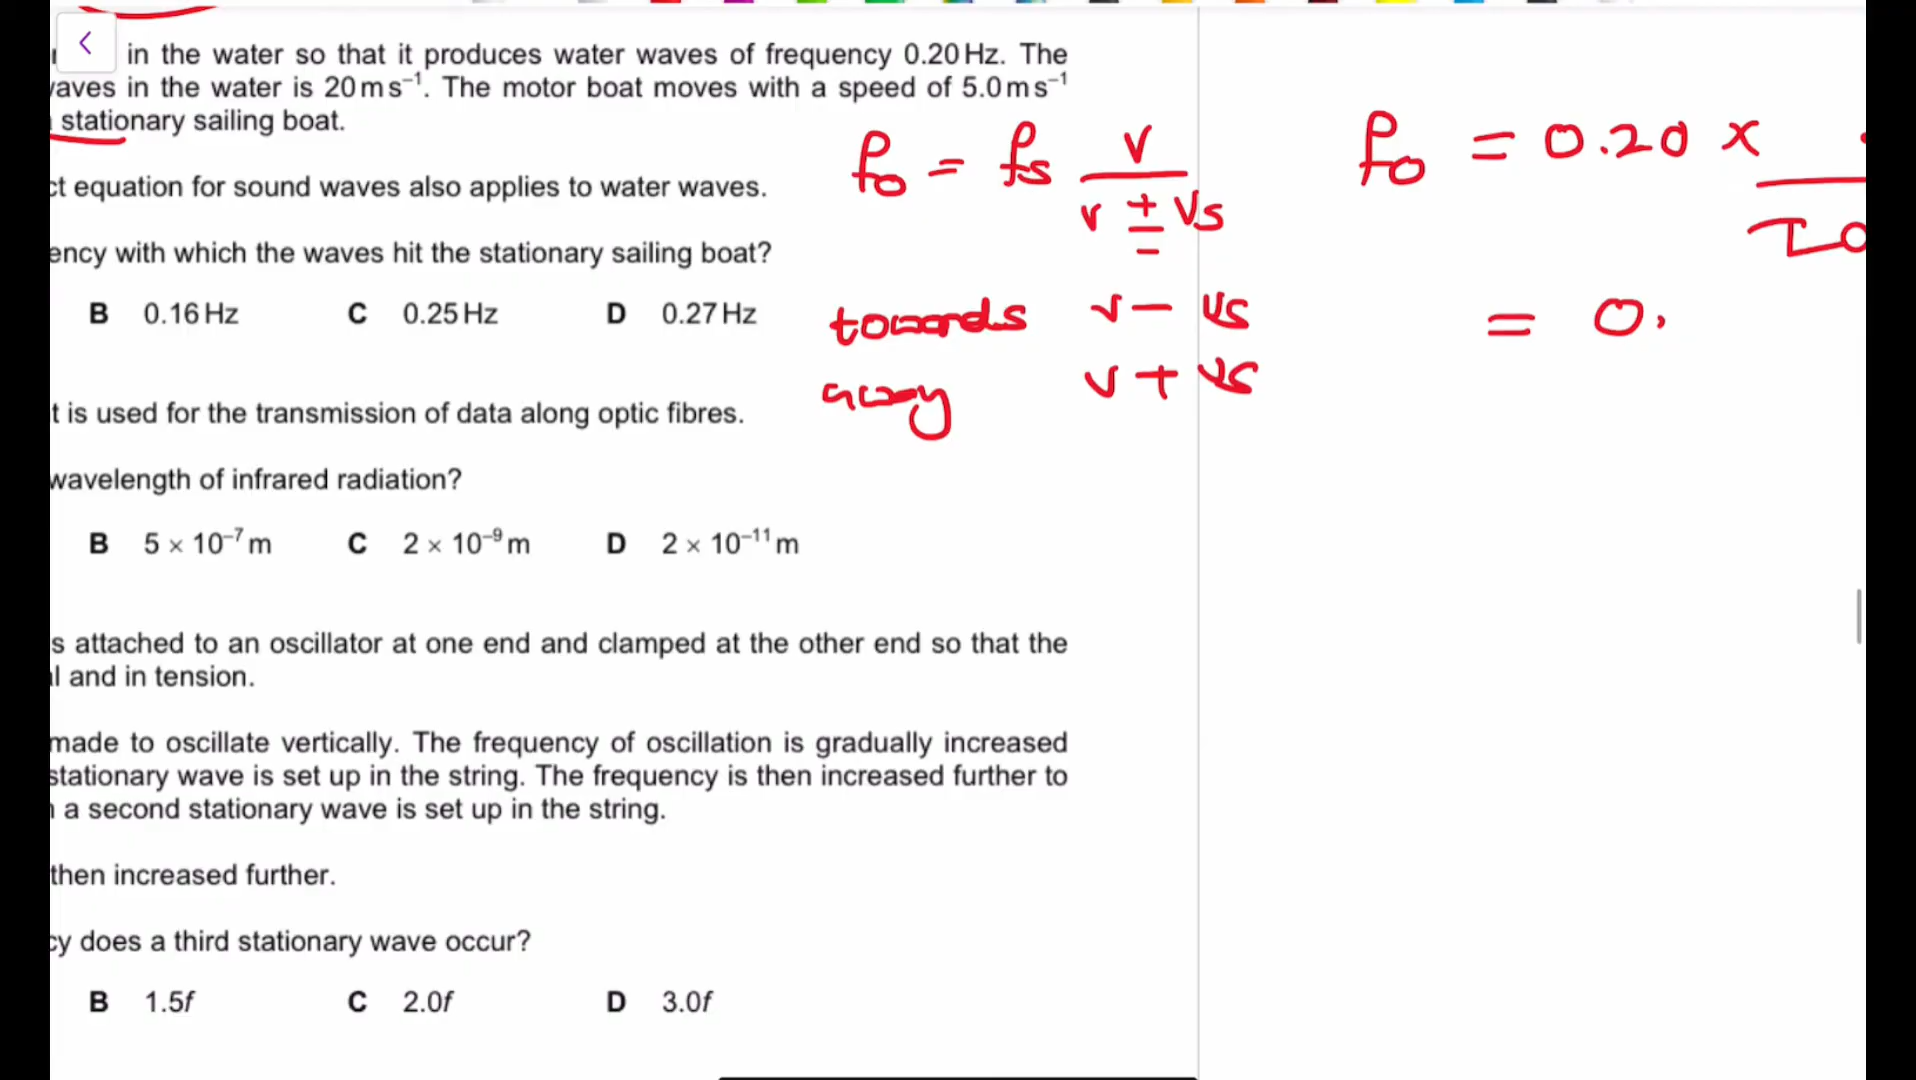 in the water so that it produces water waves of frequency 0.20 Hz. The
waves in the water is 20 m s⁻¹. The motor boat moves with a speed of 5.0 m s⁻¹
stationary sailing boat.
ct equation for sound waves also applies to water waves.
ency with which the waves hit the stationary sailing boat?
B 0.16 Hz C 0.25 Hz D 0.27 Hz
t is used for the transmission of data along optic fibres.
wavelength of infrared radiation?
B 5 × 10⁻⁷ m C 2 × 10⁻⁹ m D 2 × 10⁻¹¹ m
s attached to an oscillator at one end and clamped at the other end so that the
l and in tension.
made to oscillate vertically. The frequency of oscillation is gradually increased
stationary wave is set up in the string. The frequency is then increased further to
a second stationary wave is set up in the string.
then increased further.
cy does a third stationary wave occur?
B 1.5f C 2.0f D 3.0f
fo = fs v
v ± vs
towards v − vs
away v + vs
fo = 0.20 ×
= 0.